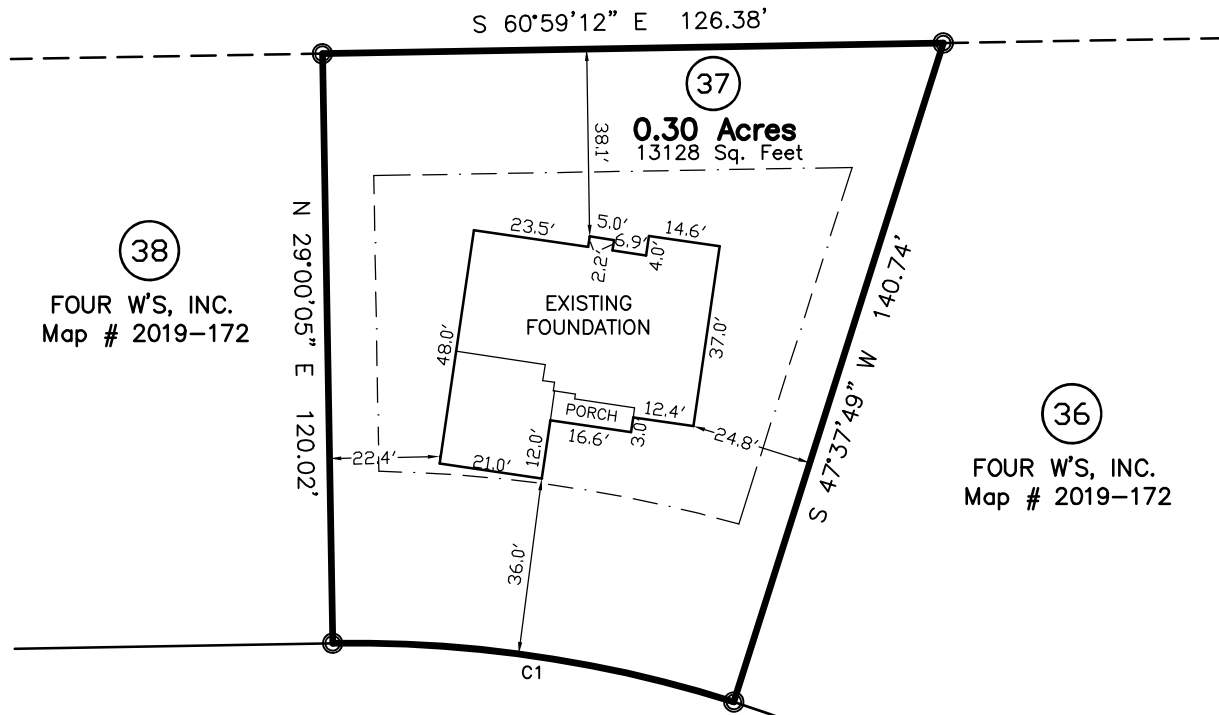 S 60°59'12" E 126.38'
37
0.30 Acres
13128 Sq. Feet
38.1'
N 29°00'05" E 120.02'
38
FOUR W'S, INC.
Map # 2019-172
23.5'
5.0'
6.9'
14.6'
2.2'
4.0'
EXISTING
FOUNDATION
48.0'
37.0'
S 47°37'49" W 140.74'
PORCH
12.4'
16.6'
3.0'
12.0'
24.8'
22.4'
21.0'
36
FOUR W'S, INC.
Map # 2019-172
36.0'
C1